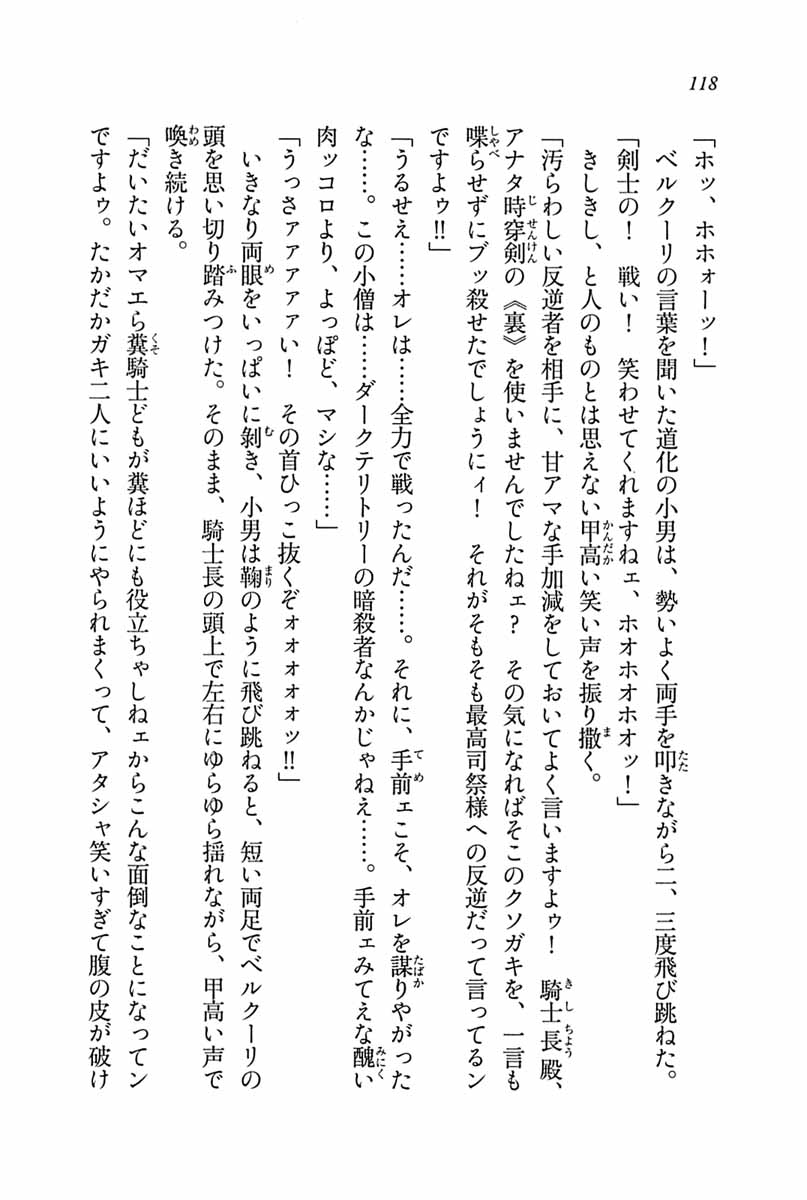 118
「ホッ、ホホォーッ！」
　ベルクーリの言葉を聞いた道化の小男は、勢いよく両手を叩きながら二、三度飛び跳ねた。
「剣士の！　戦い！　笑わせてくれますねェ、ホオホオホオッ！」
　きしきし、と人のものとは思えない甲高い笑い声を振り撒く。
「汚らわしい反逆者を相手に、甘アマな手加減をしておいてよく言いますよゥ！　騎士長殿、
アナタ時穿剣の《裏》を使いませんでしたねェ？　その気になればそこのクソガキを、一言も
喋らせずにブッ殺せたでしょうにィ！　それがそもそも最高司祭様への反逆だって言ってるン
ですよゥ!!」
「うるせえ……オレは……全力で戦ったんだ……。それに、手前ェこそ、オレを謀りやがった
な……。この小僧は……ダークテリトリーの暗殺者なんかじゃねえ……。手前ェみてえな醜い
肉ッコロより、よっぽど、マシな……」
「うっさァァァァァい！　その首ひっこ抜くぞォォォォォッ!!」
　いきなり両眼をいっぱいに剝き、小男は鞠のように飛び跳ねると、短い両足でベルクーリの
頭を思い切り踏みつけた。そのまま、騎士長の頭上で左右にゆらゆら揺れながら、甲高い声で
喚き続ける。
「だいたいオマエら糞騎士どもが糞ほどにも役立ちゃしねェからこんな面倒なことになってン
ですよゥ。たかだかガキ二人にいいようにやられまくって、アタシャ笑いすぎて腹の皮が破け